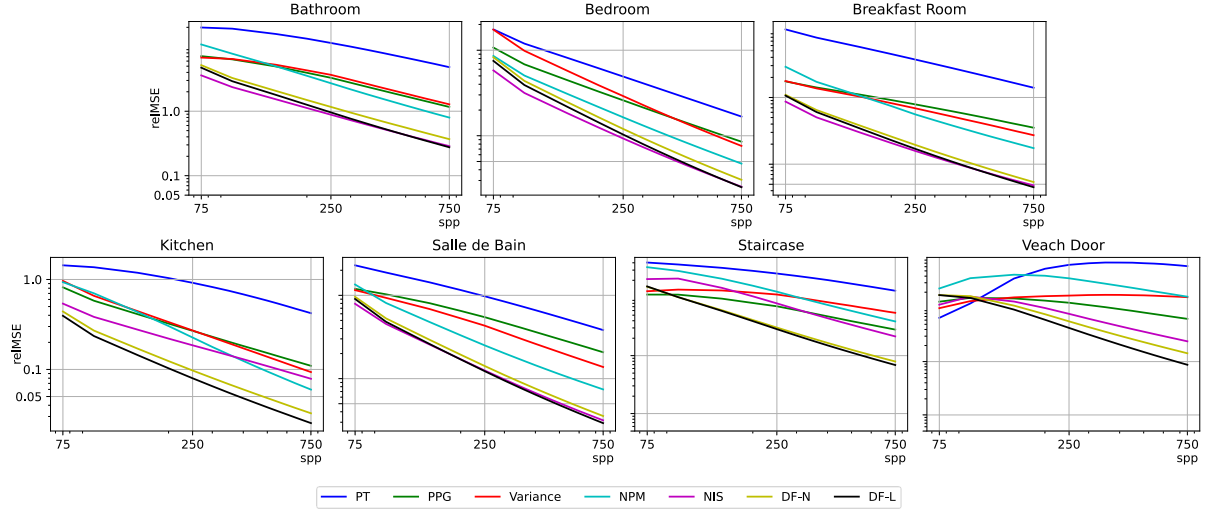 Bathroom
Bedroom
Breakfast Room
relMSE
1.0
0.1
0.05
75
250
750
spp
75
250
750
spp
75
250
750
spp
Kitchen
Salle de Bain
Staircase
Veach Door
relMSE
1.0
0.1
0.05
75
250
750
spp
75
250
750
spp
75
250
750
spp
75
250
750
spp
PT PPG Variance NPM NIS DF-N DF-L